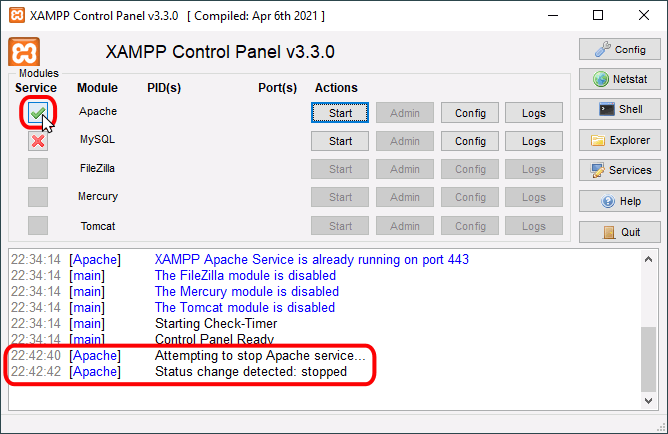 XAMPP Control Panel v3.3.0 [ Compiled: Apr 6th 2021 ]
XAMPP Control Panel v3.3.0
Config
Modules
Service Module PID(s) Port(s) Actions
Netstat
Apache Start Admin Config Logs
Shell
MySQL Start Admin Config Logs
Explorer
FileZilla Start Admin Config Logs
Services
Mercury Start Admin Config Logs
Help
Tomcat Start Admin Config Logs
Quit
22:34:14 [Apache] XAMPP Apache Service is already running on port 443
22:34:14 [main] The FileZilla module is disabled
22:34:14 [main] The Mercury module is disabled
22:34:14 [main] The Tomcat module is disabled
22:34:14 [main] Starting Check-Timer
22:34:14 [main] Control Panel Ready
22:42:40 [Apache] Attempting to stop Apache service...
22:42:42 [Apache] Status change detected: stopped